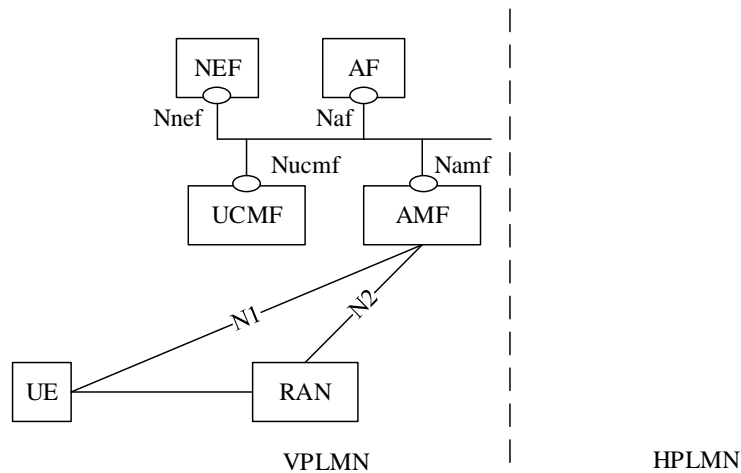 NEF
AF
Nnef
Naf
Nucmf
Namf
UCMF
AMF
N1
N2
UE
RAN
VPLMN
HPLMN